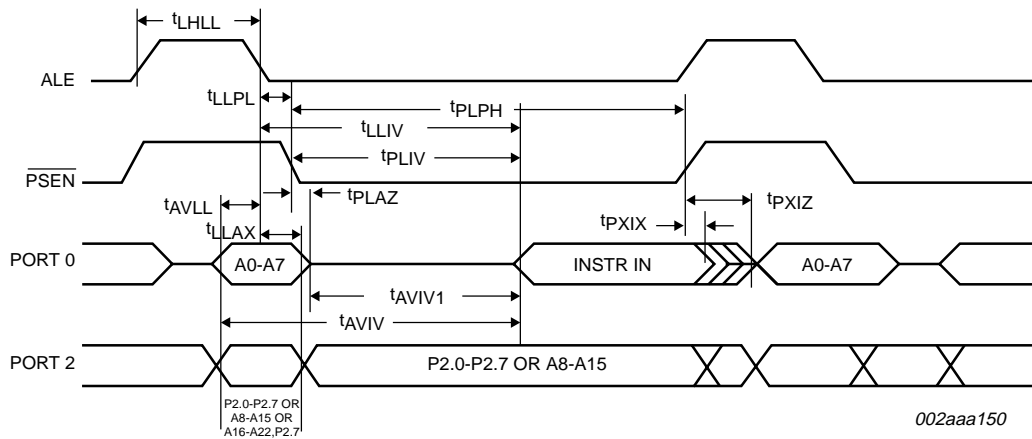 tLHLL
ALE
tLLPL
tPLPH
tLLIV
tPLIV
PSEN
tPLAZ
tAVLL
tPXIZ
tLLAX
tPXIX
PORT 0
A0-A7
INSTR IN
A0-A7
tAVIV1
tAVIV
PORT 2
P2.0-P2.7 OR A8-A15
P2.0-P2.7 OR
A8-A15 OR
A16-A22,P2.7
002aaa150